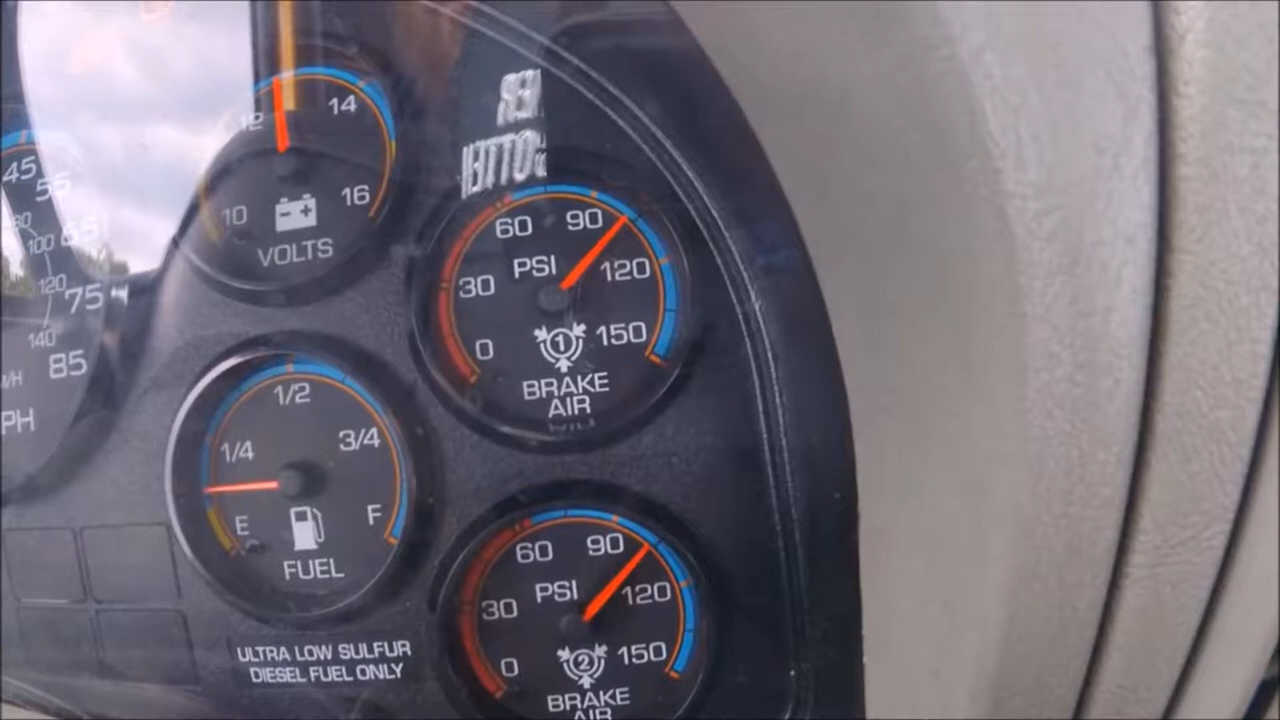 45
55
65
75
85
80
100
120
140
PH
12
14
10
16
VOLTS
60
90
30
PSI
120
0
1
150
BRAKE
AIR
1/2
1/4
3/4
E
F
FUEL
ULTRA LOW SULFUR
DIESEL FUEL ONLY
60
90
30
PSI
120
0
2
150
BRAKE
AIR